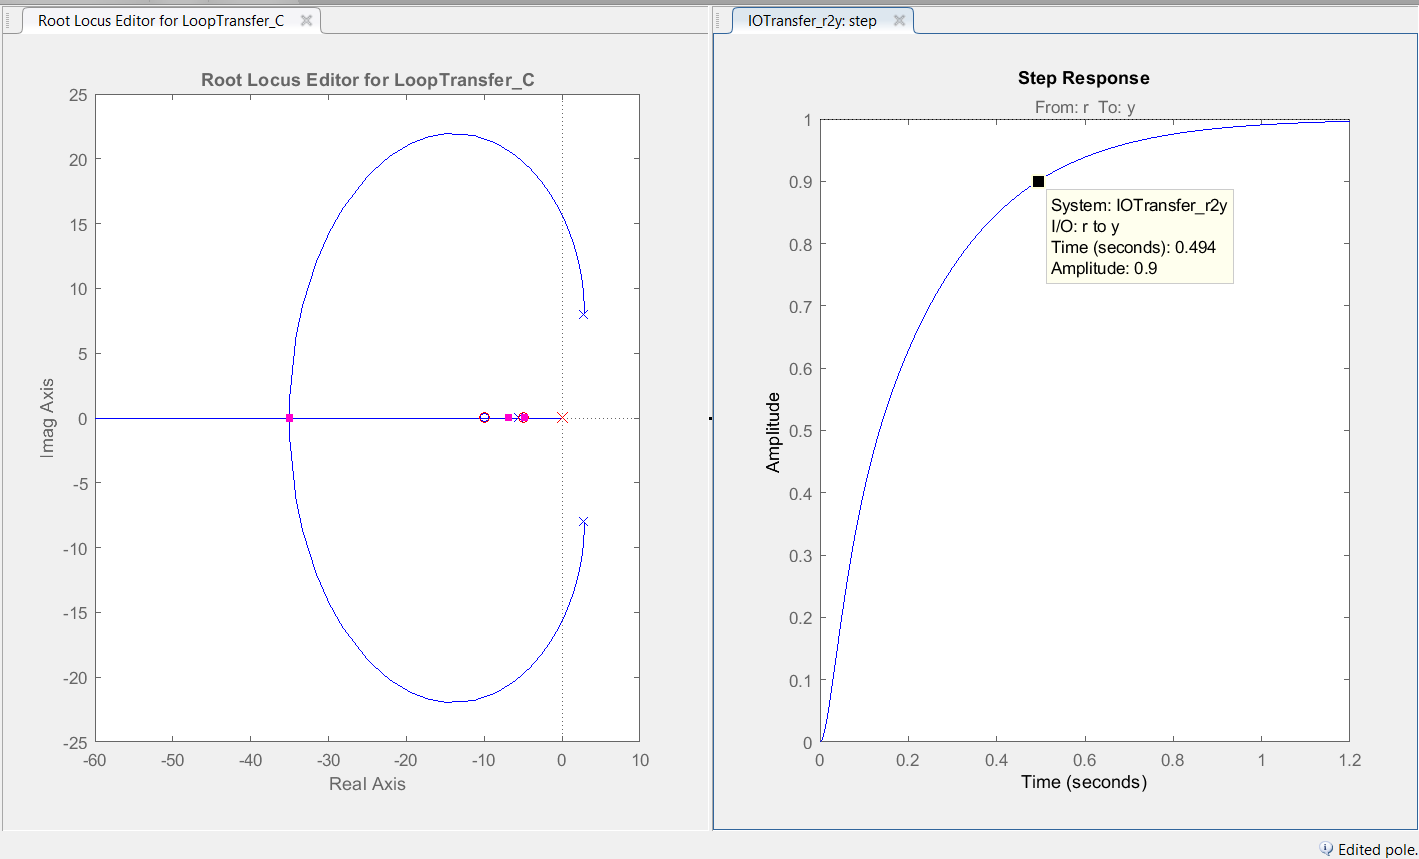 Root Locus Editor for LoopTransfer_C
IOTransfer_r2y: step
Root Locus Editor for LoopTransfer_C
25
20
15
10
5
0
-5
-10
-15
-20
-25
Imag Axis
-60
-50
-40
-30
-20
-10
0
10
Real Axis
Step Response
From: r To: y
1
0.9
0.8
0.7
0.6
0.5
0.4
0.3
0.2
0.1
0
Amplitude
System: IOTransfer_r2y
I/O: r to y
Time (seconds): 0.494
Amplitude: 0.9
0
0.2
0.4
0.6
0.8
1
1.2
Time (seconds)
Edited pole.